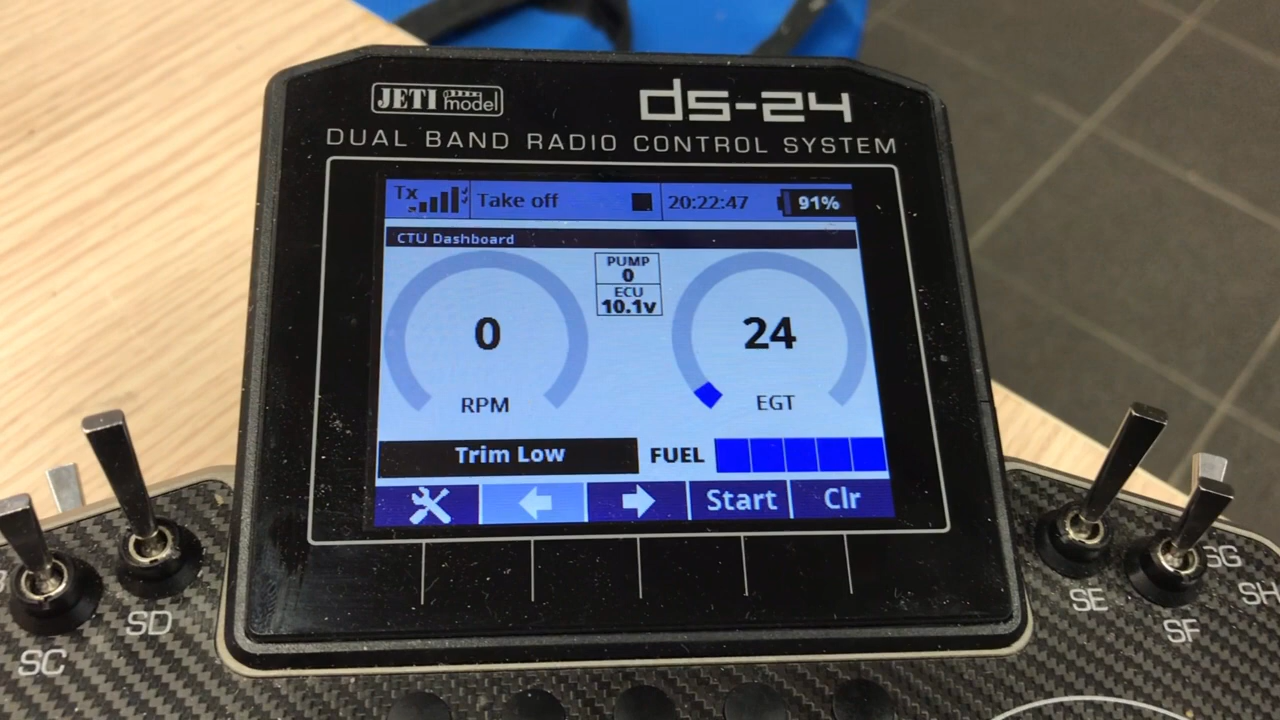 JETI model
ds-24
DUAL BAND RADIO CONTROL SYSTEM
Tx Take off 20:22:47 91%
CTU Dashboard
PUMP
0
ECU
10.1v
0
RPM
24
EGT
Trim Low FUEL
Start Clr
SC
SD
SE
SF
SG
SH